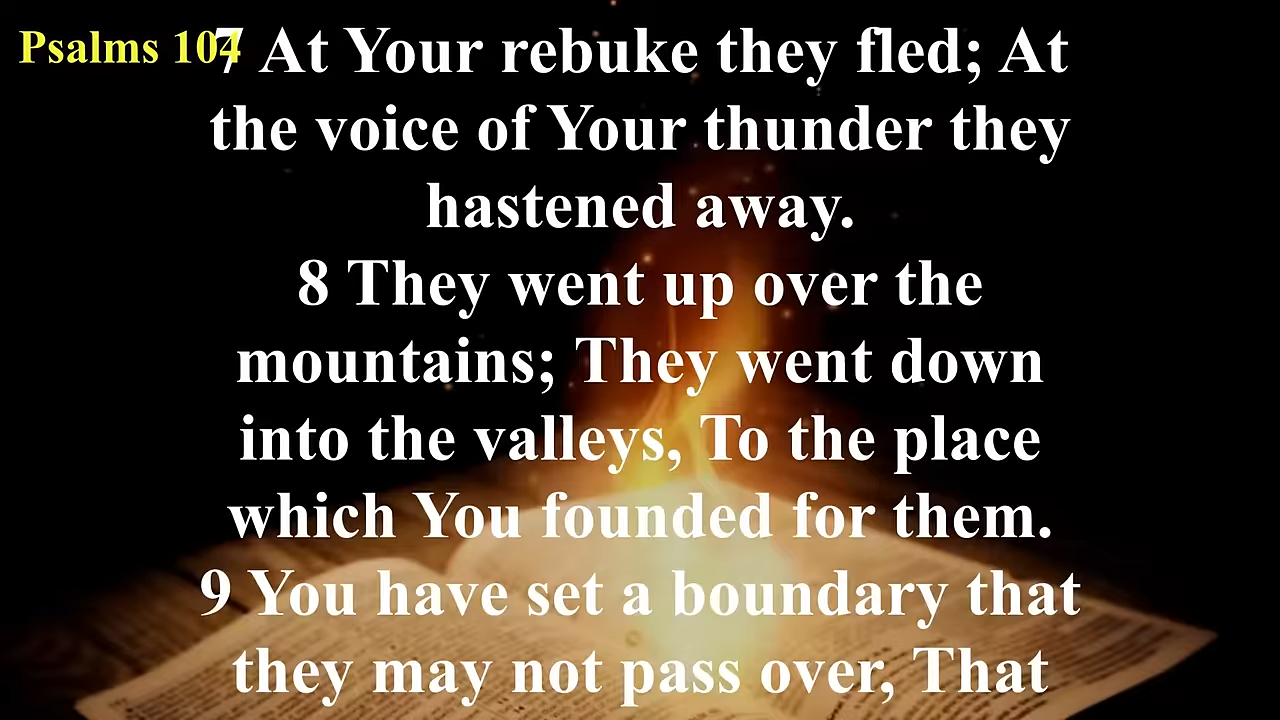 Psalms 104
7 At Your rebuke they fled; At
the voice of Your thunder they
hastened away.
8 They went up over the
mountains; They went down
into the valleys, To the place
which You founded for them.
9 You have set a boundary that
they may not pass over, That